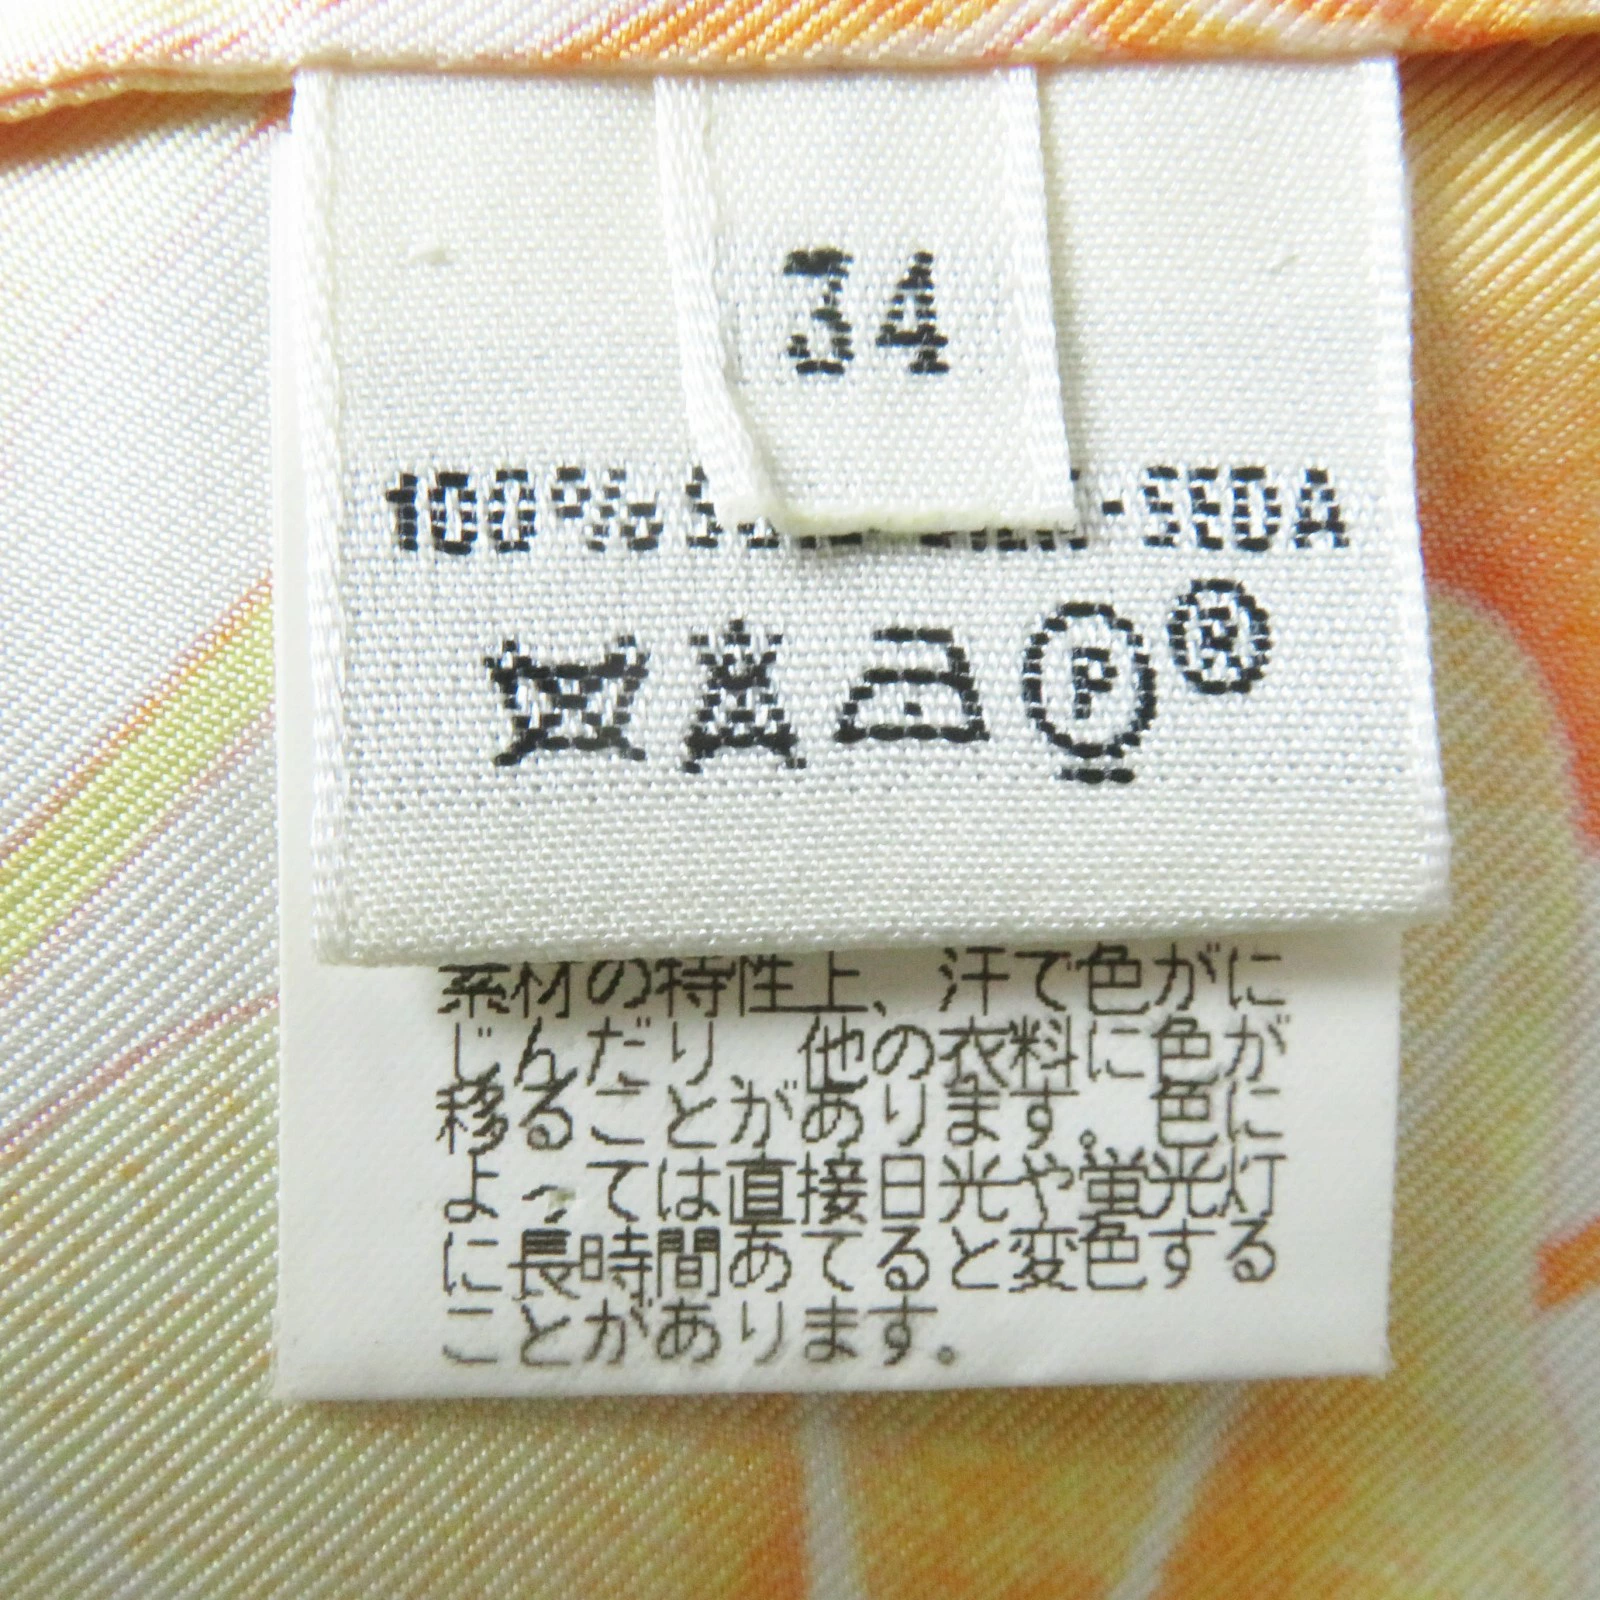 34
100% SEDA
P ®
素材の特性上、汗で色がに
じんだり、他の衣料に色が
移ることがあります。色に
よっては直接日光や蛍光灯
に長時間あてると変色する
ことがあります。